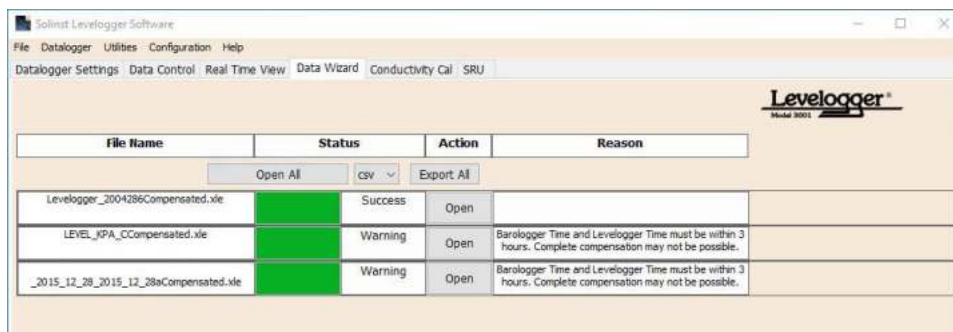 Solinst Levelogger Software
File Datalogger Utilities Configuration Help
Datalogger Settings Data Control Real Time View Data Wizard Conductivity Cal SRU
Levelogger®
Model 3001
File Name Status Action Reason
Open All csv Export All
Levelogger_2004286Compensated.xle Success Open
LEVEL_KPA_CCompensated.xle Warning Open Barologger Time and Levelogger Time must be within 3
hours. Complete compensation may not be possible.
_2015_12_28_2015_12_28aCompensated.xle Warning Open Barologger Time and Levelogger Time must be within 3
hours. Complete compensation may not be possible.